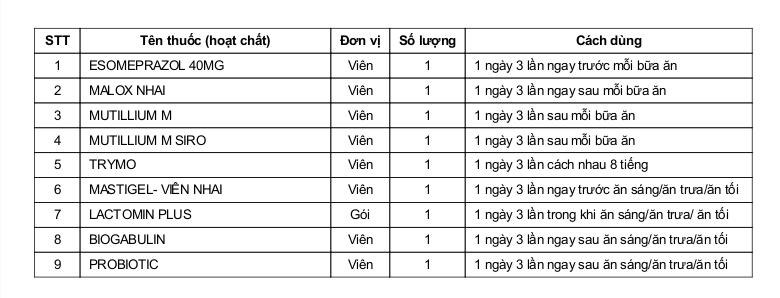 STT Tên thuốc (hoạt chất) Đơn vị Số lượng Cách dùng
1 ESOMEPRAZOL 40MG Viên 1 1 ngày 3 lần ngay trước mỗi bữa ăn
2 MALOX NHAI Viên 1 1 ngày 3 lần ngay sau mỗi bữa ăn
3 MUTILLIUM M Viên 1 1 ngày 3 lần sau mỗi bữa ăn
4 MUTILLIUM M SIRO Viên 1 1 ngày 3 lần sau mỗi bữa ăn
5 TRYMO Viên 1 1 ngày 3 lần cách nhau 8 tiếng
6 MASTIGEL- VIÊN NHAI Viên 1 1 ngày 3 lần ngay trước ăn sáng/ăn trưa/ăn tối
7 LACTOMIN PLUS Gói 1 1 ngày 3 lần trong khi ăn sáng/ăn trưa/ ăn tối
8 BIOGABULIN Viên 1 1 ngày 3 lần ngay sau ăn sáng/ăn trưa/ăn tối
9 PROBIOTIC Viên 1 1 ngày 3 lần ngay sau ăn sáng/ăn trưa/ăn tối